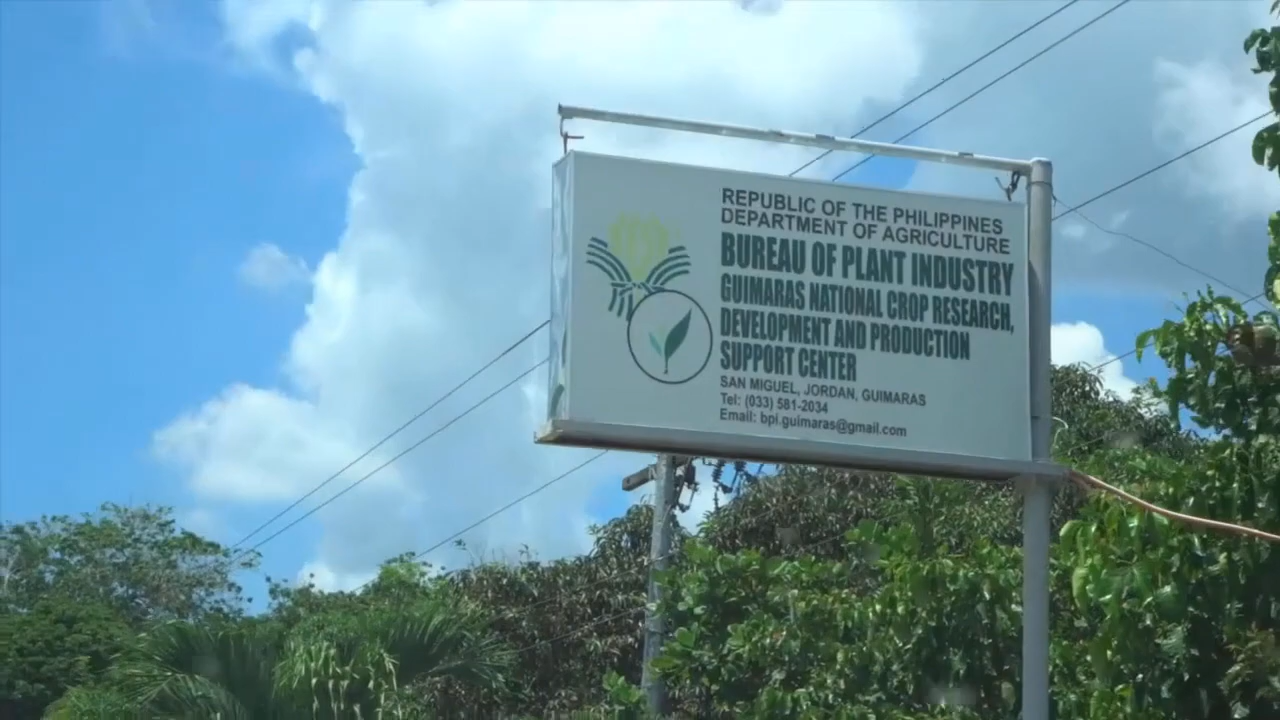 REPUBLIC OF THE PHILIPPINES
DEPARTMENT OF AGRICULTURE
BUREAU OF PLANT INDUSTRY
GUIMARAS NATIONAL CROP RESEARCH,
DEVELOPMENT AND PRODUCTION
SUPPORT CENTER
SAN MIGUEL, JORDAN, GUIMARAS
Tel: (033) 581-2034
Email: bpi.guimaras@gmail.com